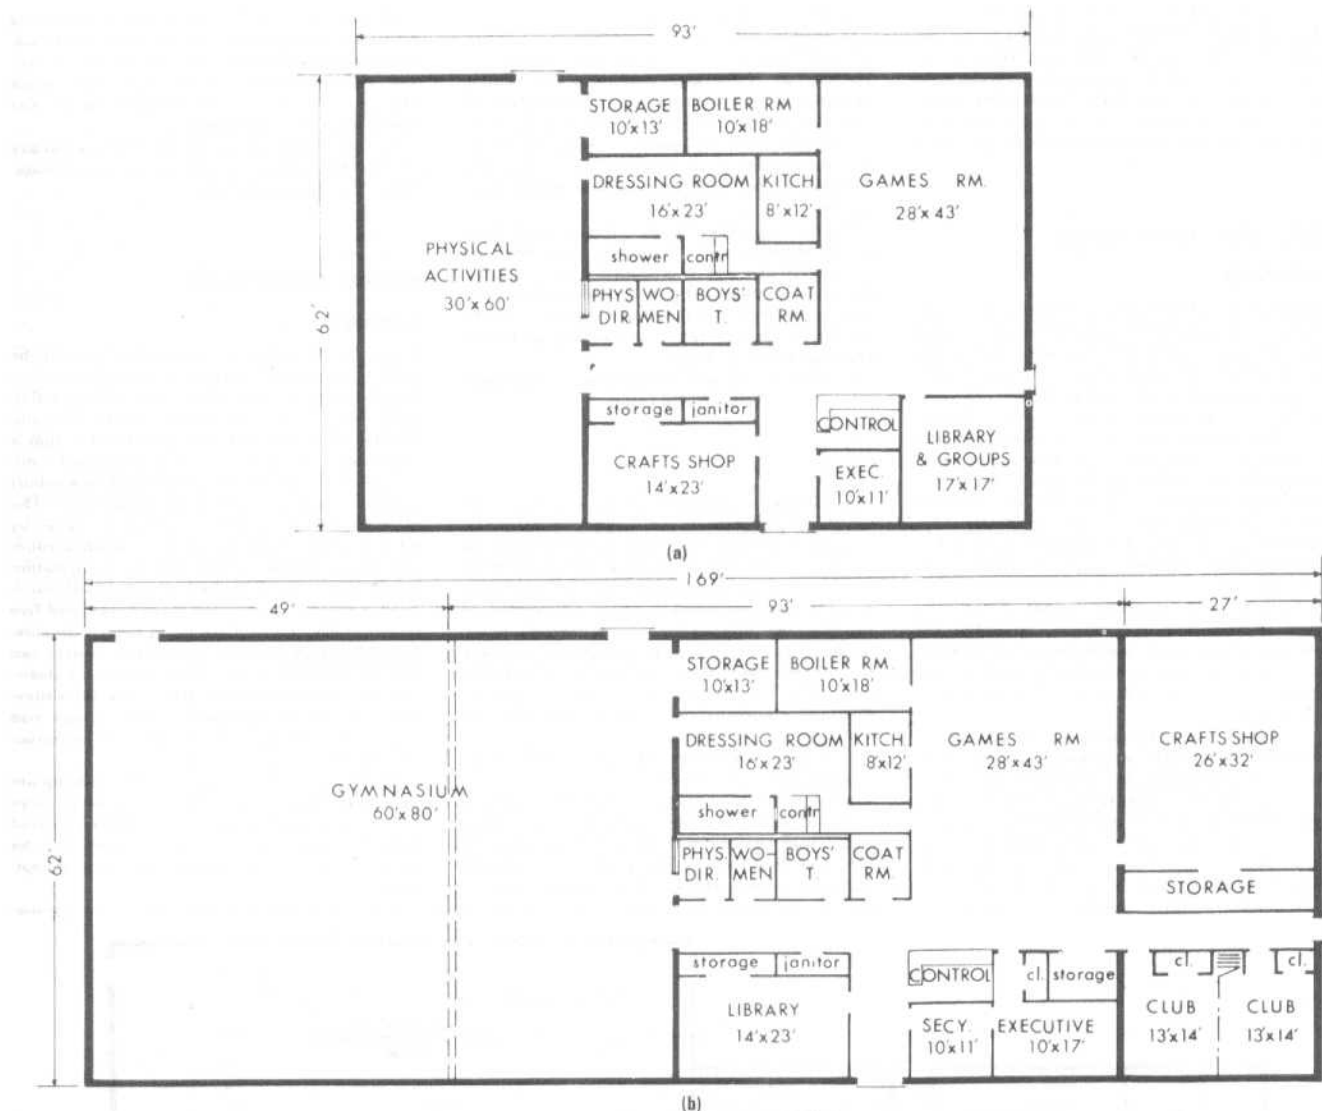 93'
62'
STORAGE
10'x13'
BOILER RM
10'x18'
DRESSING ROOM
16'x23'
KITCH
8'x12'
GAMES RM.
28'x43'
PHYSICAL
ACTIVITIES
30'x60'
shower
contr
PHYS
DIR.
WO-
MEN
BOYS'
T.
COAT
RM.
storage
janitor
CONTROL
CRAFTS SHOP
14'x23'
EXEC.
10'x11'
LIBRARY
& GROUPS
17'x17'
(a)
169'
49'
93'
27'
62'
STORAGE
10'x13'
BOILER RM.
10'x18'
DRESSING ROOM
16'x23'
KITCH
8'x12'
GAMES RM
28'x43'
CRAFTS SHOP
26'x32'
GYMNASIUM
60'x80'
shower
contr
PHYS.
DIR.
WO-
MEN
BOYS'
T.
COAT
RM.
STORAGE
storage
janitor
CONTROL
cl.
storage
cl.
cl.
LIBRARY
14'x23'
SECY.
10'x11'
EXECUTIVE
10'x17'
CLUB
13'x14'
CLUB
13'x14'
(b)